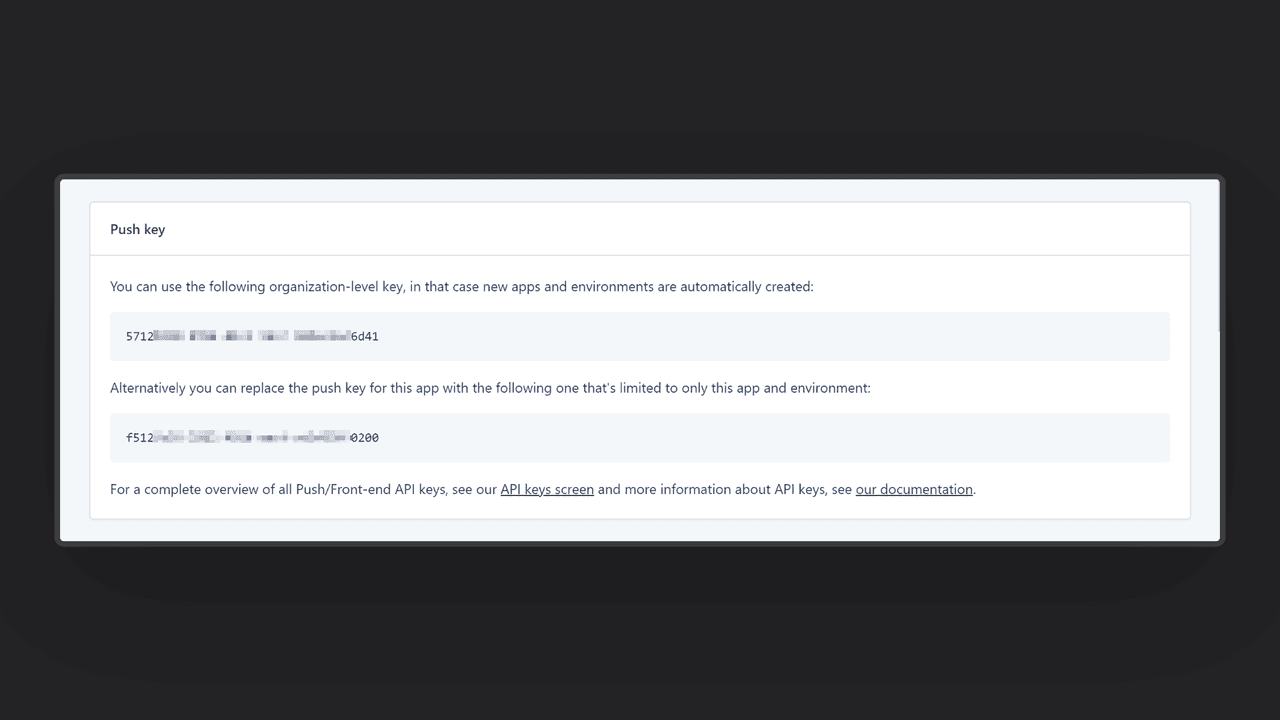 Push key
You can use the following organization-level key, in that case new apps and environments are automatically created:
5712 6d41
Alternatively you can replace the push key for this app with the following one that's limited to only this app and environment:
f512 0200
For a complete overview of all Push/Front-end API keys, see our API keys screen and more information about API keys, see our documentation.